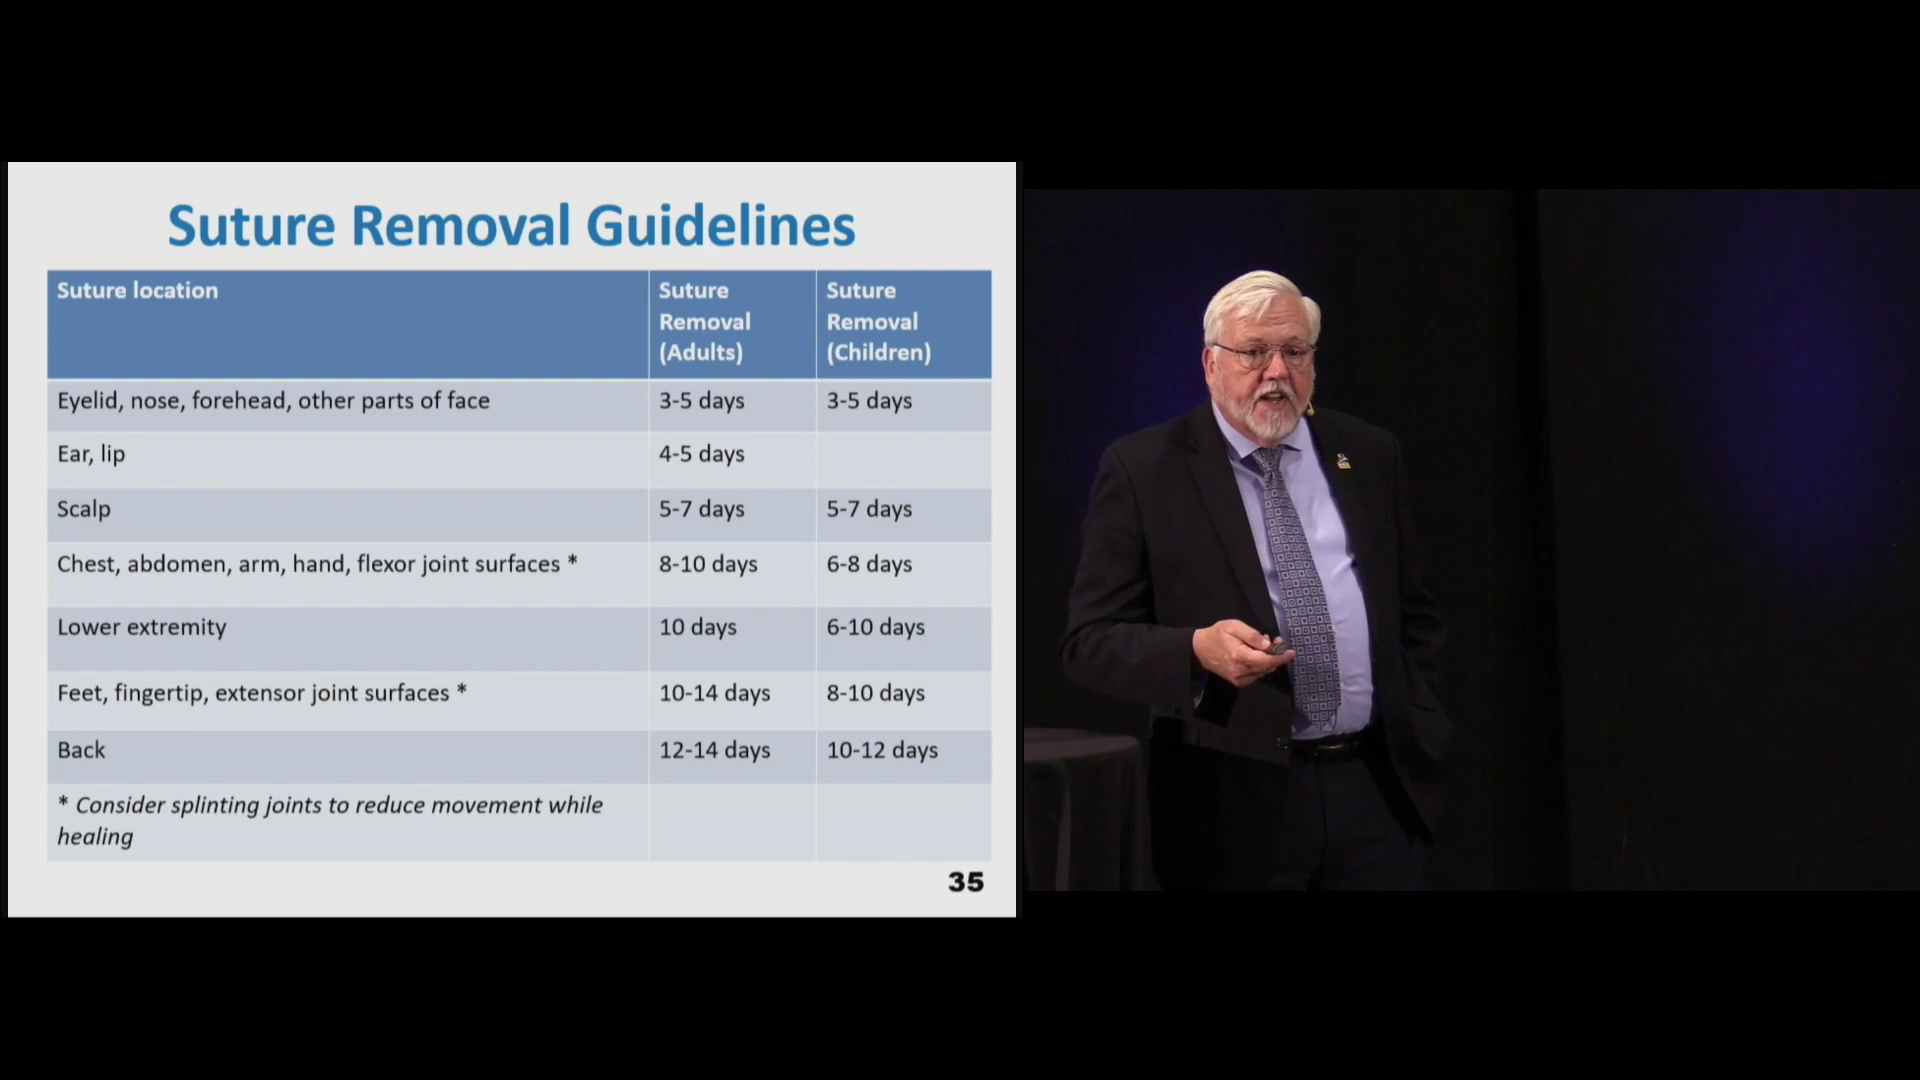 Suture Removal Guidelines
Suture location
Suture
Removal
(Adults)
Suture
Removal
(Children)
Eyelid, nose, forehead, other parts of face
3-5 days
3-5 days
Ear, lip
4-5 days
Scalp
5-7 days
5-7 days
Chest, abdomen, arm, hand, flexor joint surfaces *
8-10 days
6-8 days
Lower extremity
10 days
6-10 days
Feet, fingertip, extensor joint surfaces *
10-14 days
8-10 days
Back
12-14 days
10-12 days
* Consider splinting joints to reduce movement while
healing
35